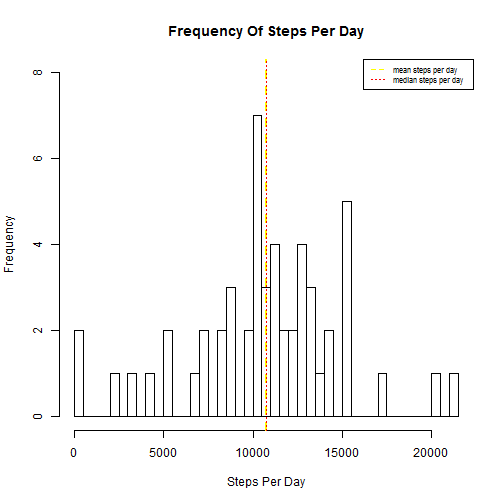 Frequency Of Steps Per Day
mean steps per day
median steps per day
8
6
4
2
0
Frequency
0 5000 10000 15000 20000
Steps Per Day